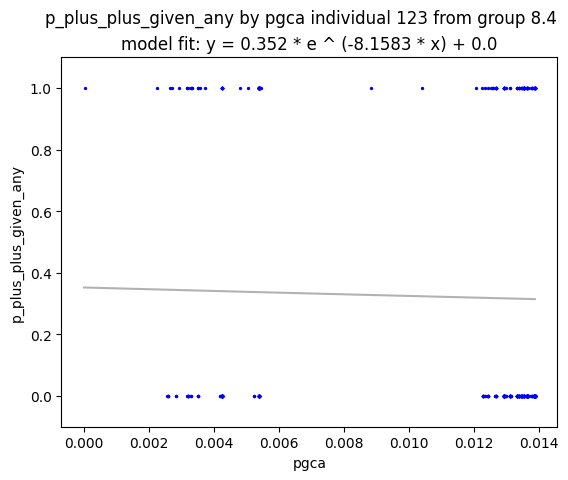 p_plus_plus_given_any by pgca individual 123 from group 8.4
model fit: y = 0.352 * e ^ (-8.1583 * x) + 0.0
1.0
0.8
0.6
0.4
0.2
0.0
p_plus_plus_given_any
0.000 0.002 0.004 0.006 0.008 0.010 0.012 0.014
pgca